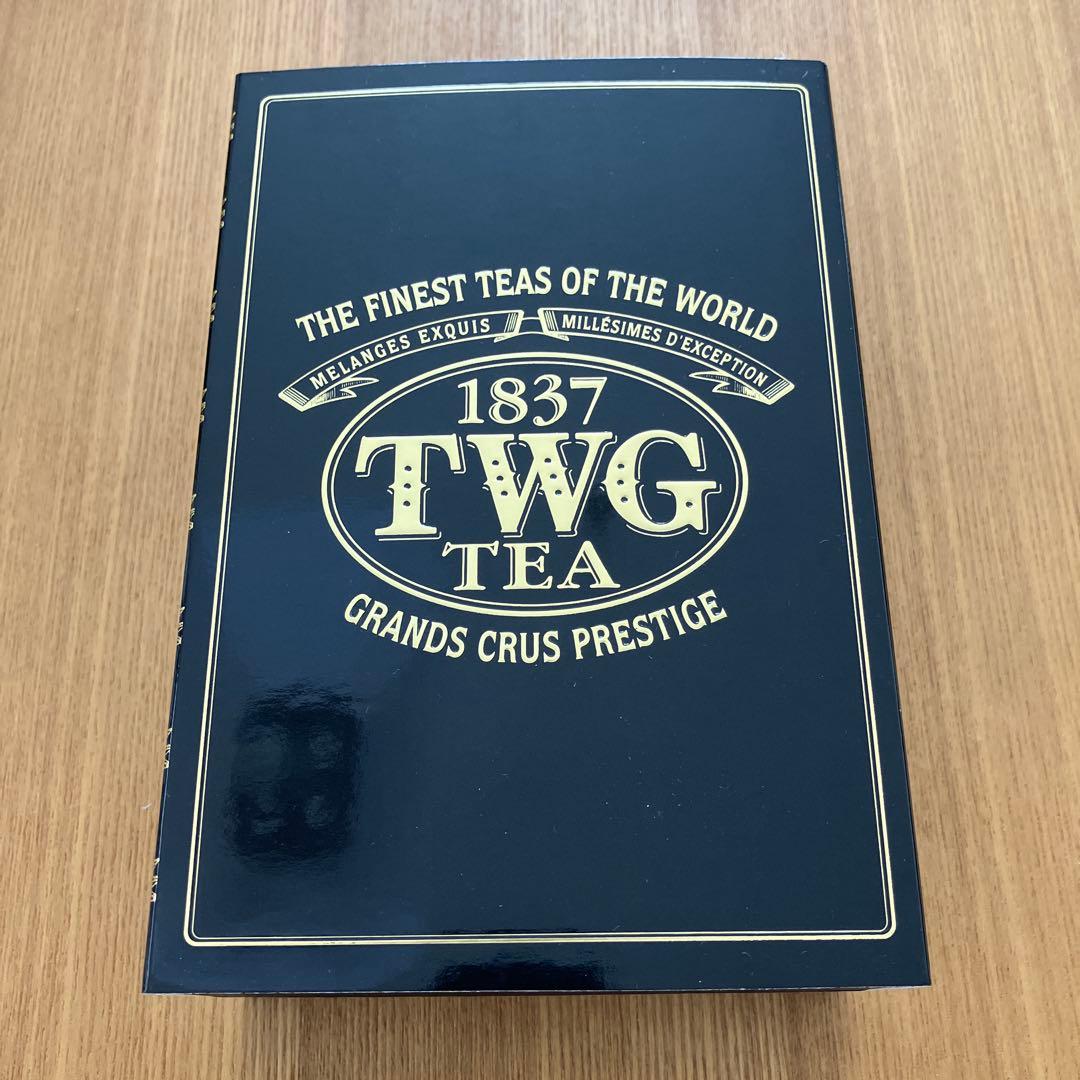 THE FINEST TEAS OF THE WORLD
MELANGES EXQUIS MILLÉSIMES D'EXCEPTION
1837
TWG
TEA
GRANDS CRUS PRESTIGE